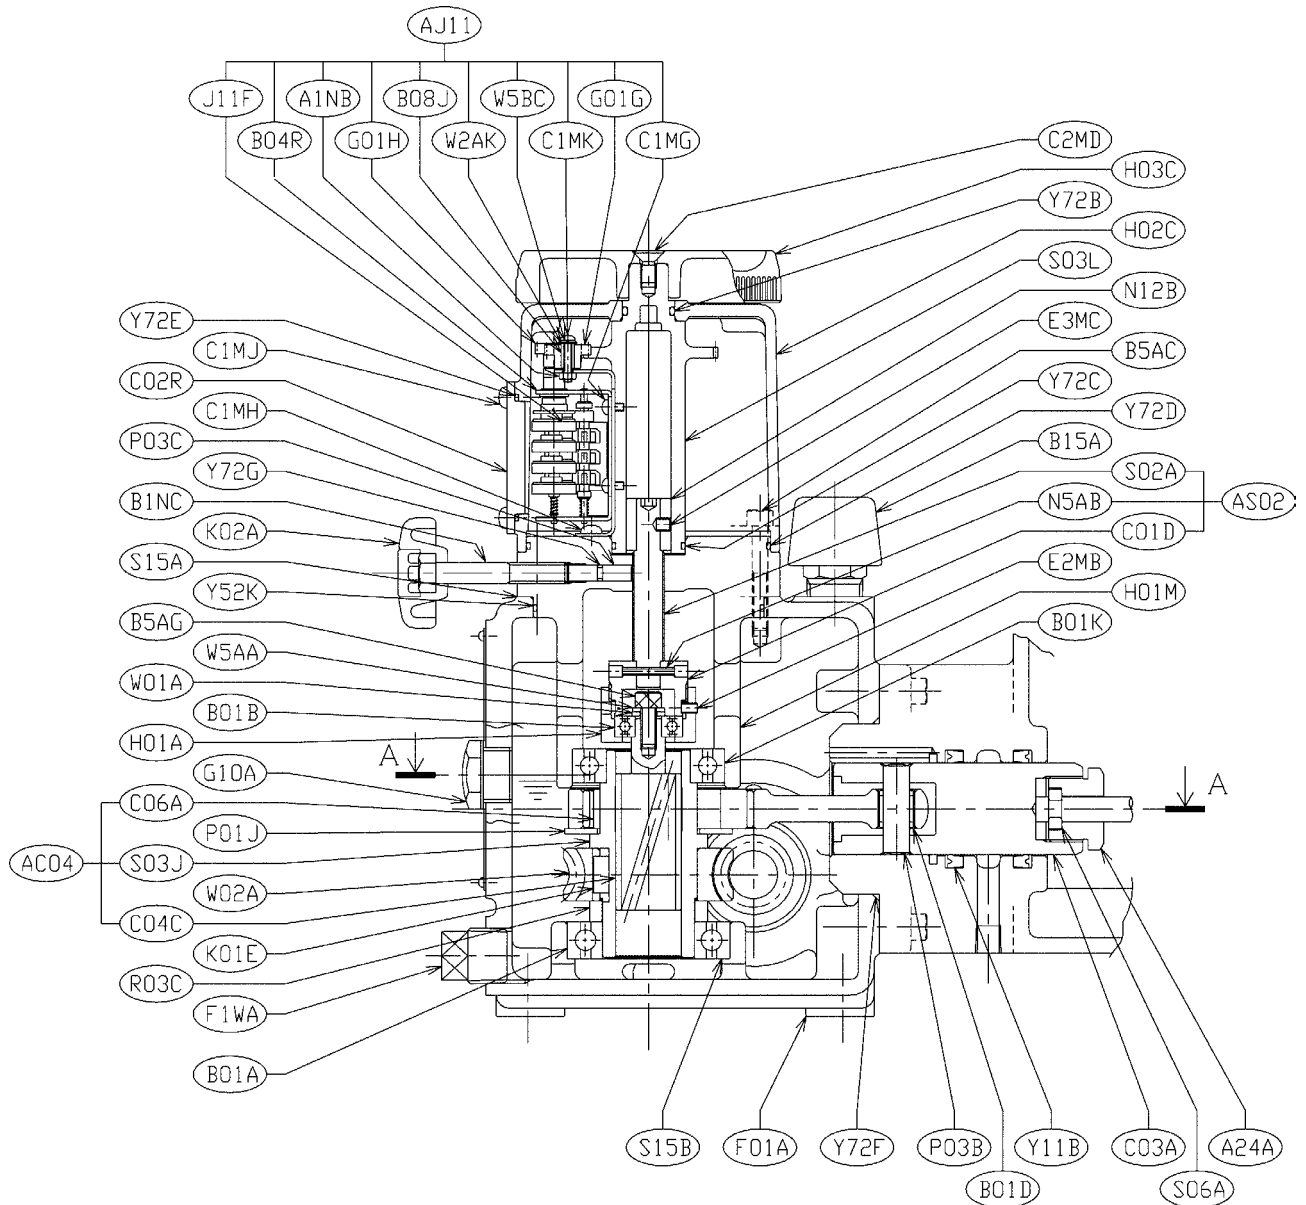 AJ11
J11F
A1NB
B08J
W5BC
G01G
B04R
G01H
W2AK
C1MK
C1MG
C2MD
H03C
Y72B
H02C
S03L
N12B
E3MC
B5AC
Y72C
Y72D
B15A
S02A
N5AB
AS02
C01D
E2MB
H01M
B01K
Y72E
C1MJ
C02R
C1MH
P03C
Y72G
B1NC
K02A
S15A
Y52K
B5AG
W5AA
W01A
B01B
H01A
A
A
G10A
C06A
P01J
AC04
S03J
W02A
C04C
K01E
R03C
F1WA
B01A
S15B
F01A
Y72F
P03B
Y11B
C03A
A24A
B01D
S06A